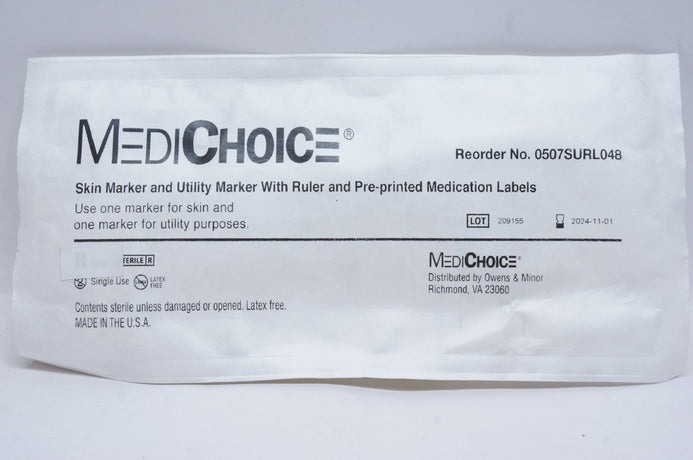 MEDICHOICE®
Reorder No. 0507SURL048
Skin Marker and Utility Marker With Ruler and Pre-printed Medication Labels
Use one marker for skin and
one marker for utility purposes.
LOT 209155 2024-11-01
TERILE R
MEDICHOICE®
Single Use LATEX FREE
Distributed by Owens & Minor
Richmond, VA 23060
Contents sterile unless damaged or opened. Latex free.
MADE IN THE U.S.A.